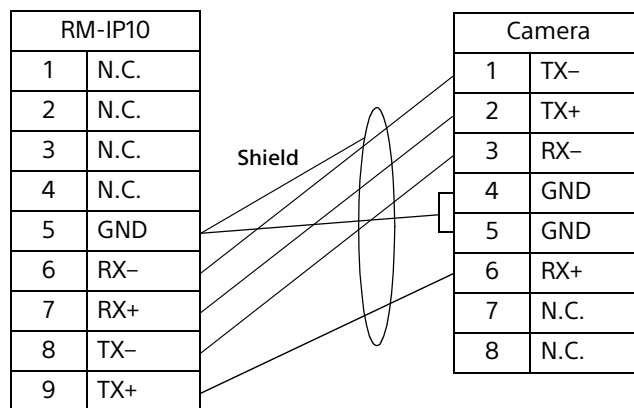 RM-IP10
1 N.C.
2 N.C.
3 N.C.
4 N.C.
5 GND
6 RX–
7 RX+
8 TX–
9 TX+
Shield
Camera
1 TX–
2 TX+
3 RX–
4 GND
5 GND
6 RX+
7 N.C.
8 N.C.